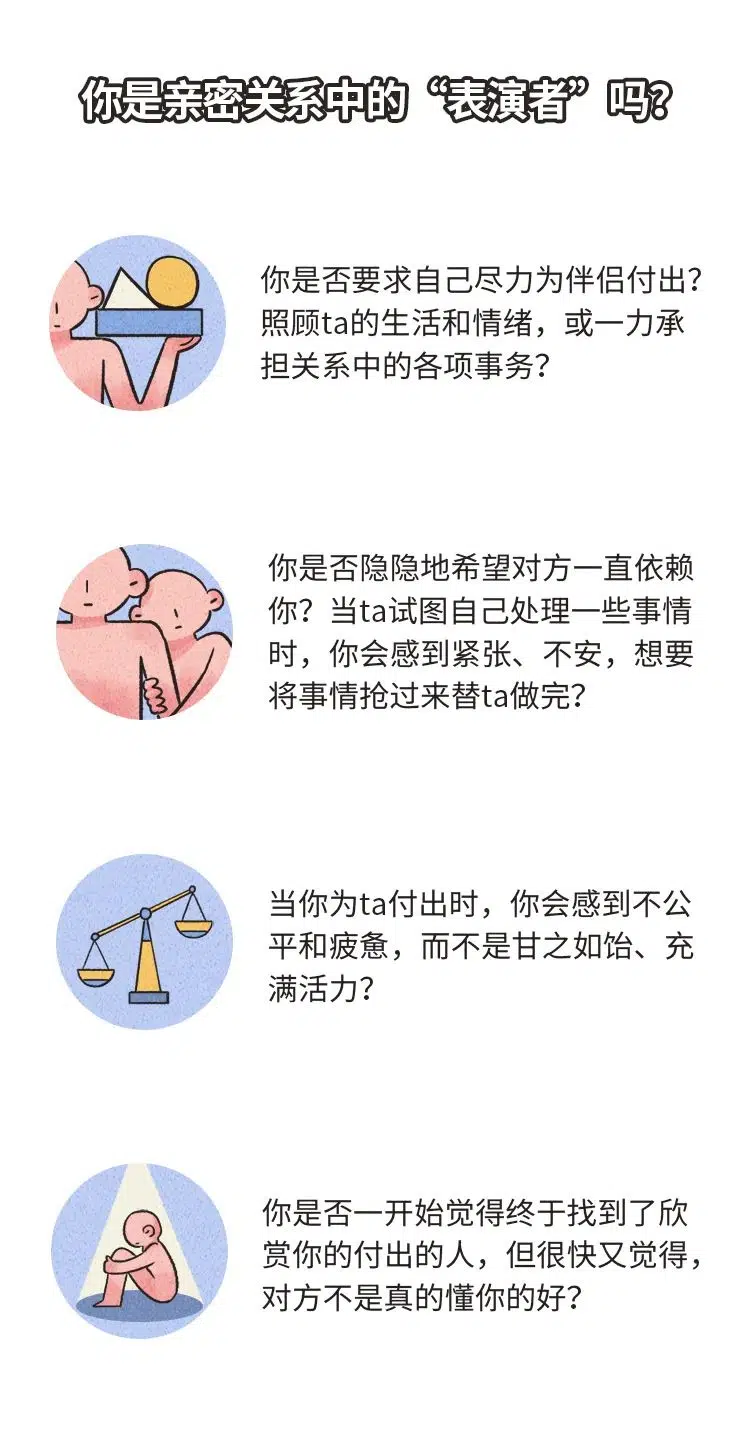 你是亲密关系中的“表演者”吗？
你是否要求自己尽力为伴侣付出？
照顾ta的生活和情绪，或一力承
担关系中的各项事务？
你是否隐隐地希望对方一直依赖
你？当ta试图自己处理一些事情
时，你会感到紧张、不安，想要
将事情抢过来替ta做完？
当你为ta付出时，你会感到不公
平和疲惫，而不是甘之如饴、充
满活力？
你是否一开始觉得终于找到了欣
赏你的付出的人，但很快又觉得，
对方不是真的懂你的好？